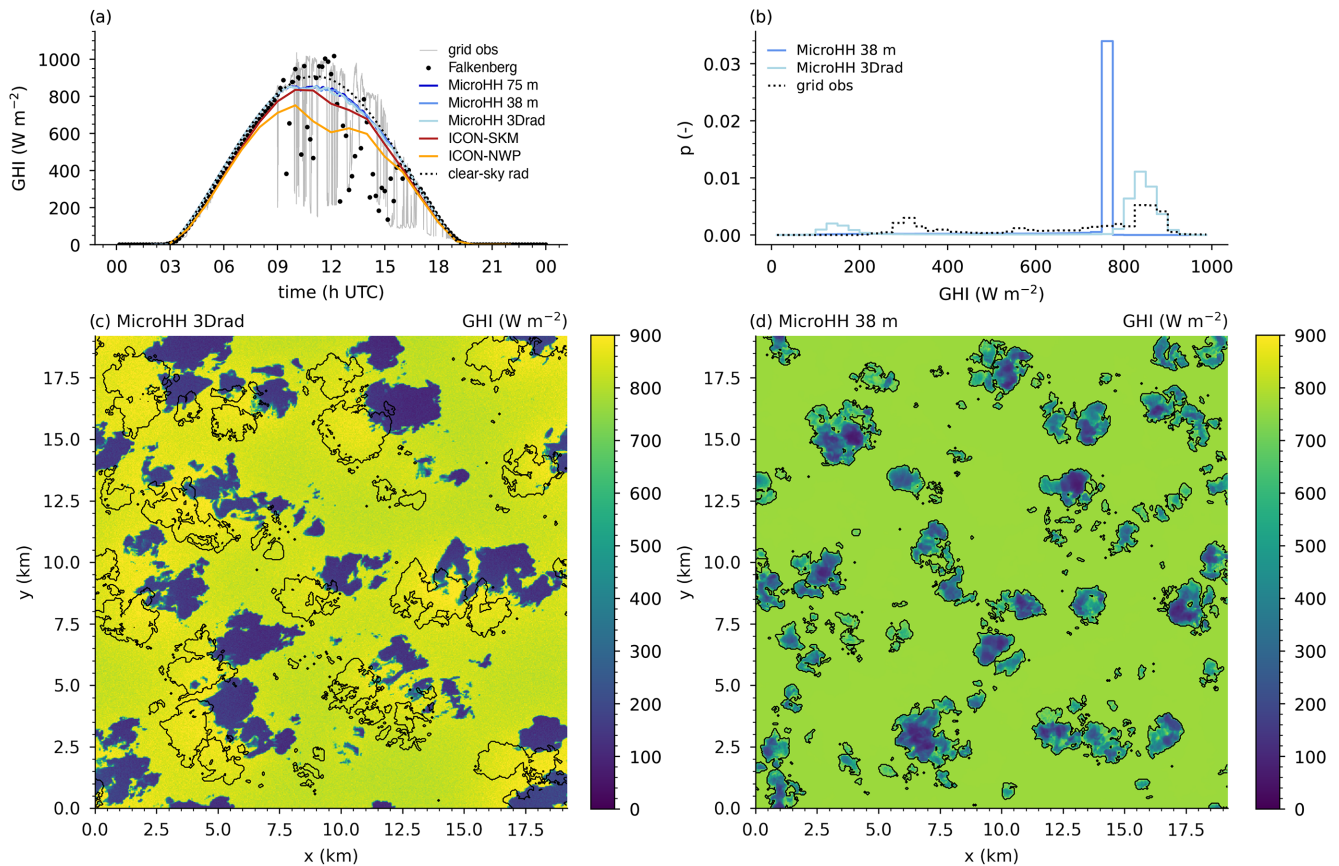 (a)
GHI (W m−2)
1000
800
600
400
200
0
grid obs
Falkenberg
MicroHH 75 m
MicroHH 38 m
MicroHH 3Drad
ICON-SKM
ICON-NWP
clear-sky rad
00 03 06 09 12 15 18 21 00
time (h UTC)
(b)
p (-)
0.03
0.02
0.01
0.00
MicroHH 38 m
MicroHH 3Drad
grid obs
0 200 400 600 800 1000
GHI (W m−2)
(c) MicroHH 3Drad GHI (W m−2)
y (km)
17.5
15.0
12.5
10.0
7.5
5.0
2.5
0.0
0.0 2.5 5.0 7.5 10.0 12.5 15.0 17.5
x (km)
900
800
700
600
500
400
300
200
100
0
(d) MicroHH 38 m GHI (W m−2)
y (km)
17.5
15.0
12.5
10.0
7.5
5.0
2.5
0.0
0.0 2.5 5.0 7.5 10.0 12.5 15.0 17.5
x (km)
900
800
700
600
500
400
300
200
100
0